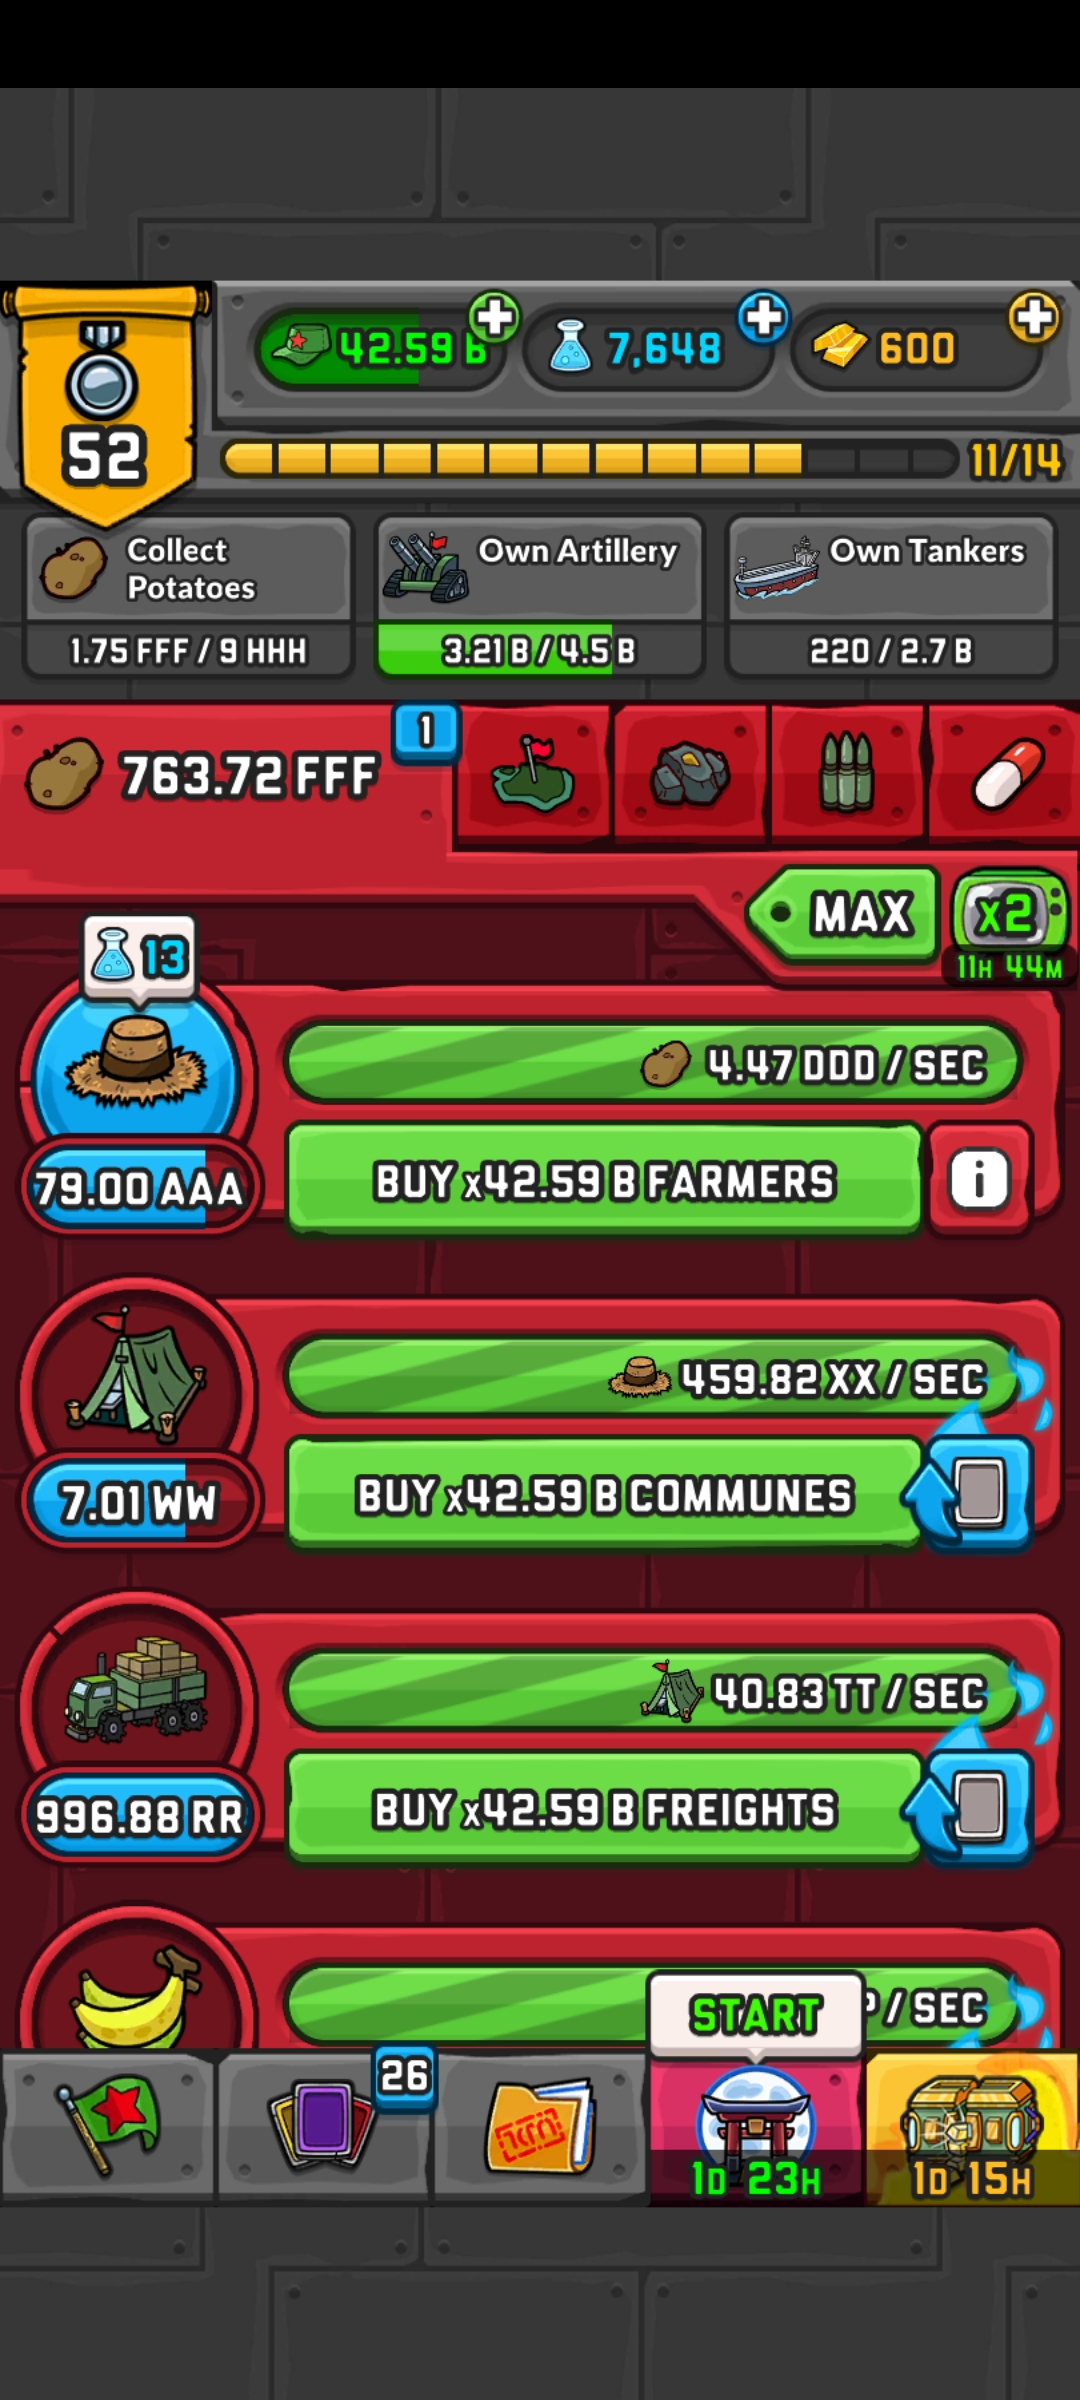 42.59 B
7,648
600
52
11/14
Collect
Potatoes
1.75 FFF / 9 HHH
Own Artillery
3.21 B / 4.5 B
Own Tankers
220 / 2.7 B
763.72 FFF
1
MAX
x2
11H 44M
13
4.47 DDD / SEC
79.00 AAA
BUY x42.59 B FARMERS
i
459.82 XX / SEC
7.01 WW
BUY x42.59 B COMMUNES
40.83 TT / SEC
996.88 RR
BUY x42.59 B FREIGHTS
/ SEC
START
26
1D 23H
1D 15H